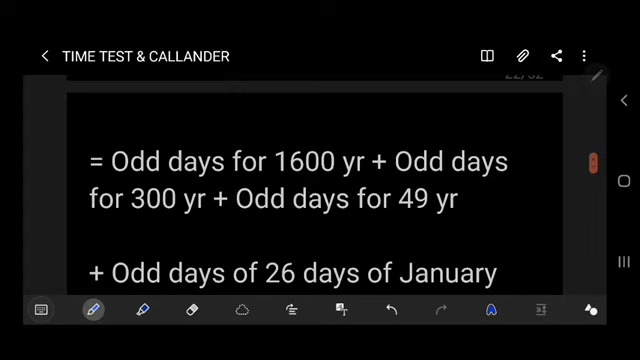 TIME TEST & CALLANDER
= Odd days for 1600 yr + Odd days
for 300 yr + Odd days for 49 yr
+ Odd days of 26 days of January